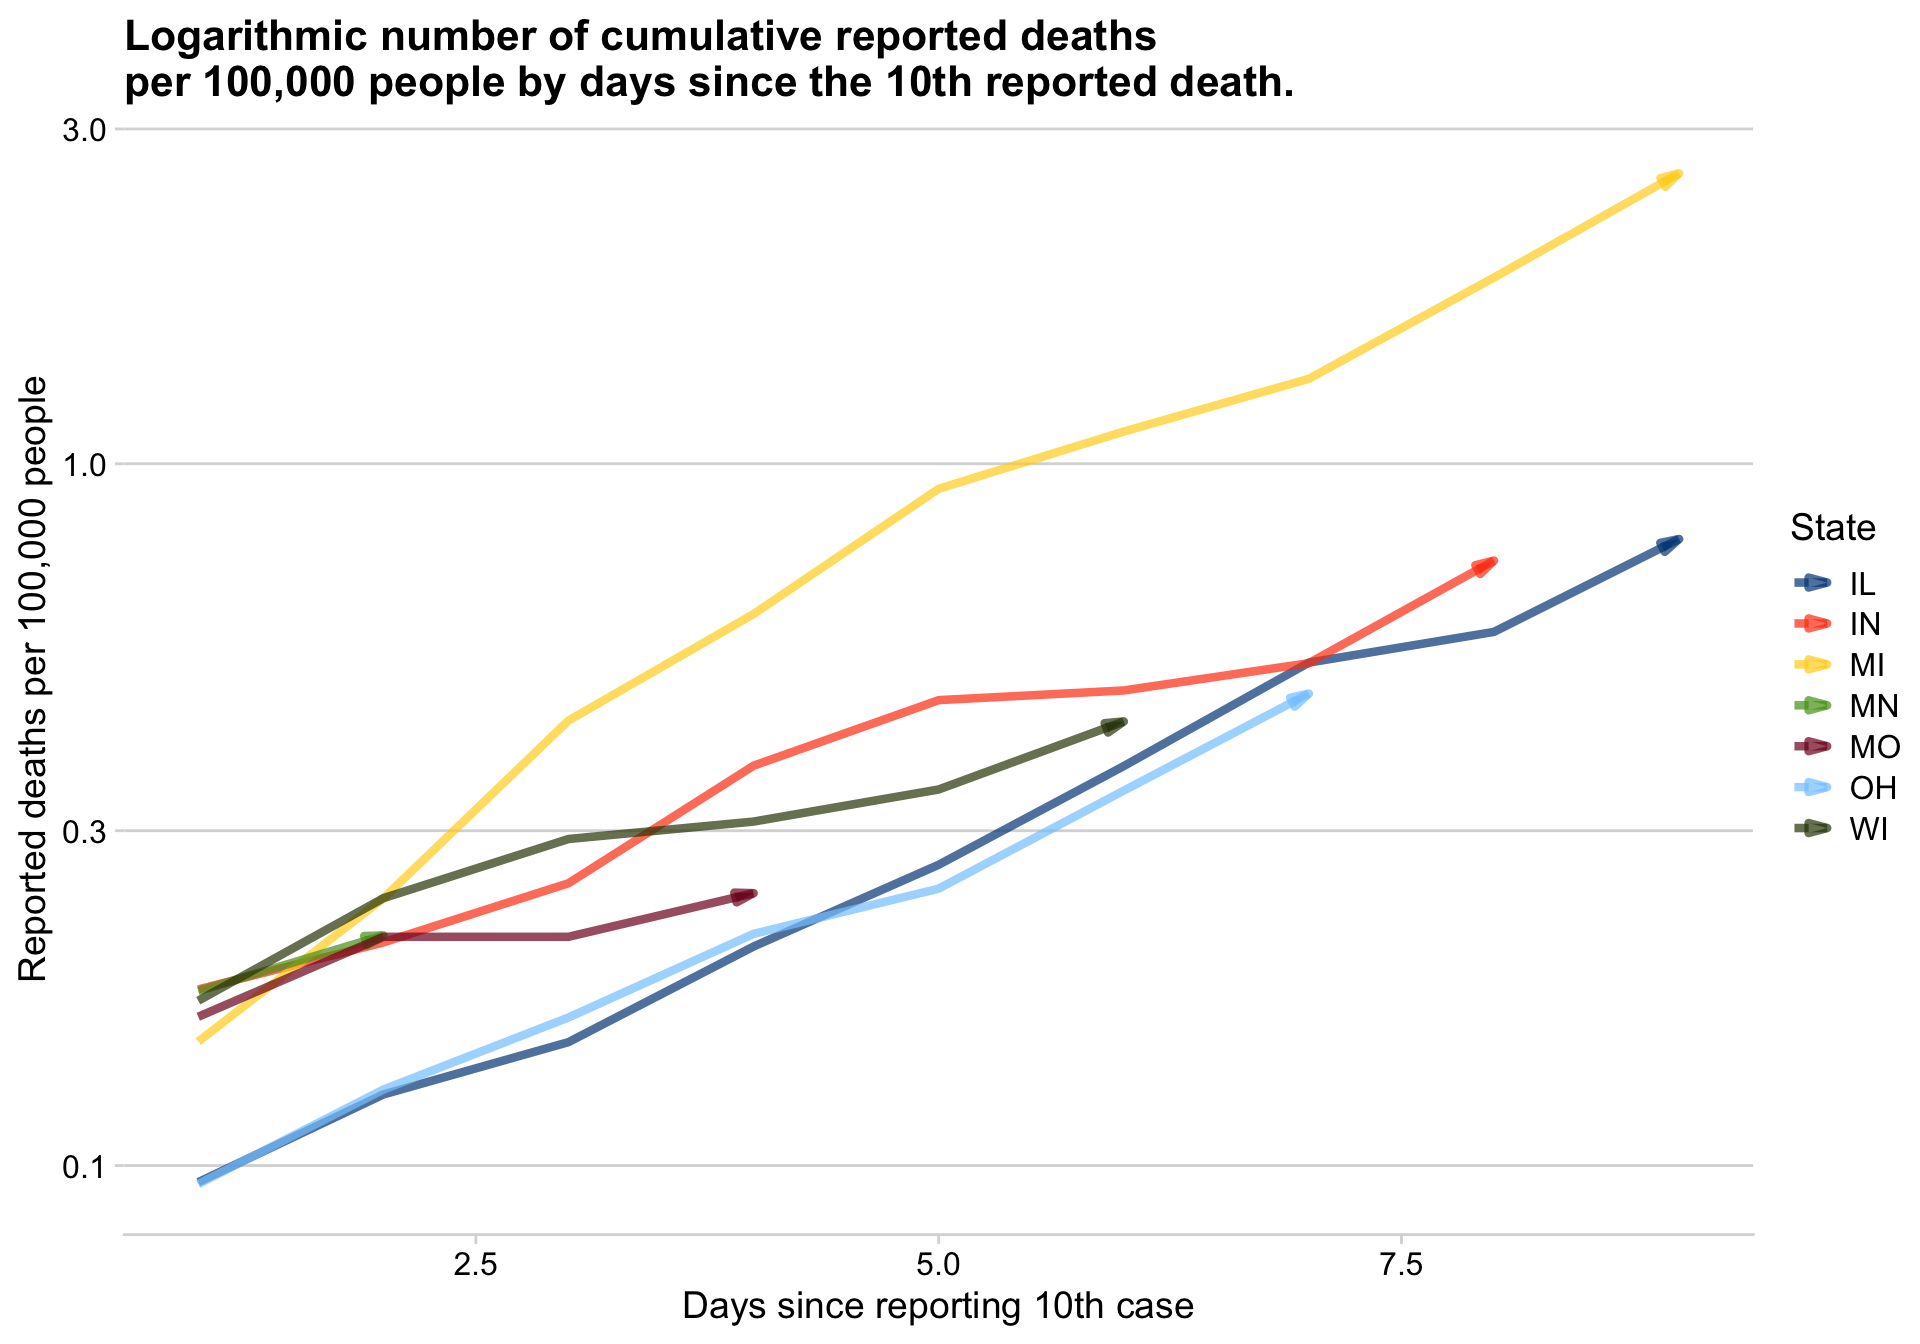 Logarithmic number of cumulative reported deaths
per 100,000 people by days since the 10th reported death.
3.0
1.0
0.3
0.1
Reported deaths per 100,000 people
2.5 5.0 7.5
Days since reporting 10th case
State
IL
IN
MI
MN
MO
OH
WI